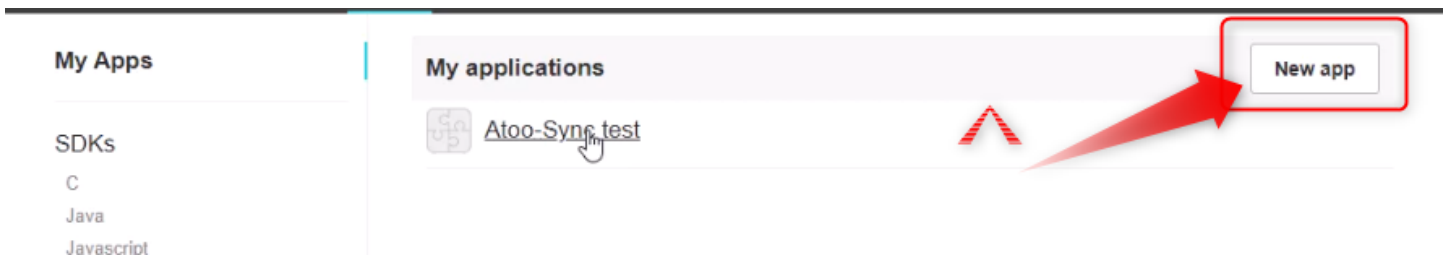 My Apps
SDKs
C
Java
Javascript
My applications
New app
Atoo-Sync test